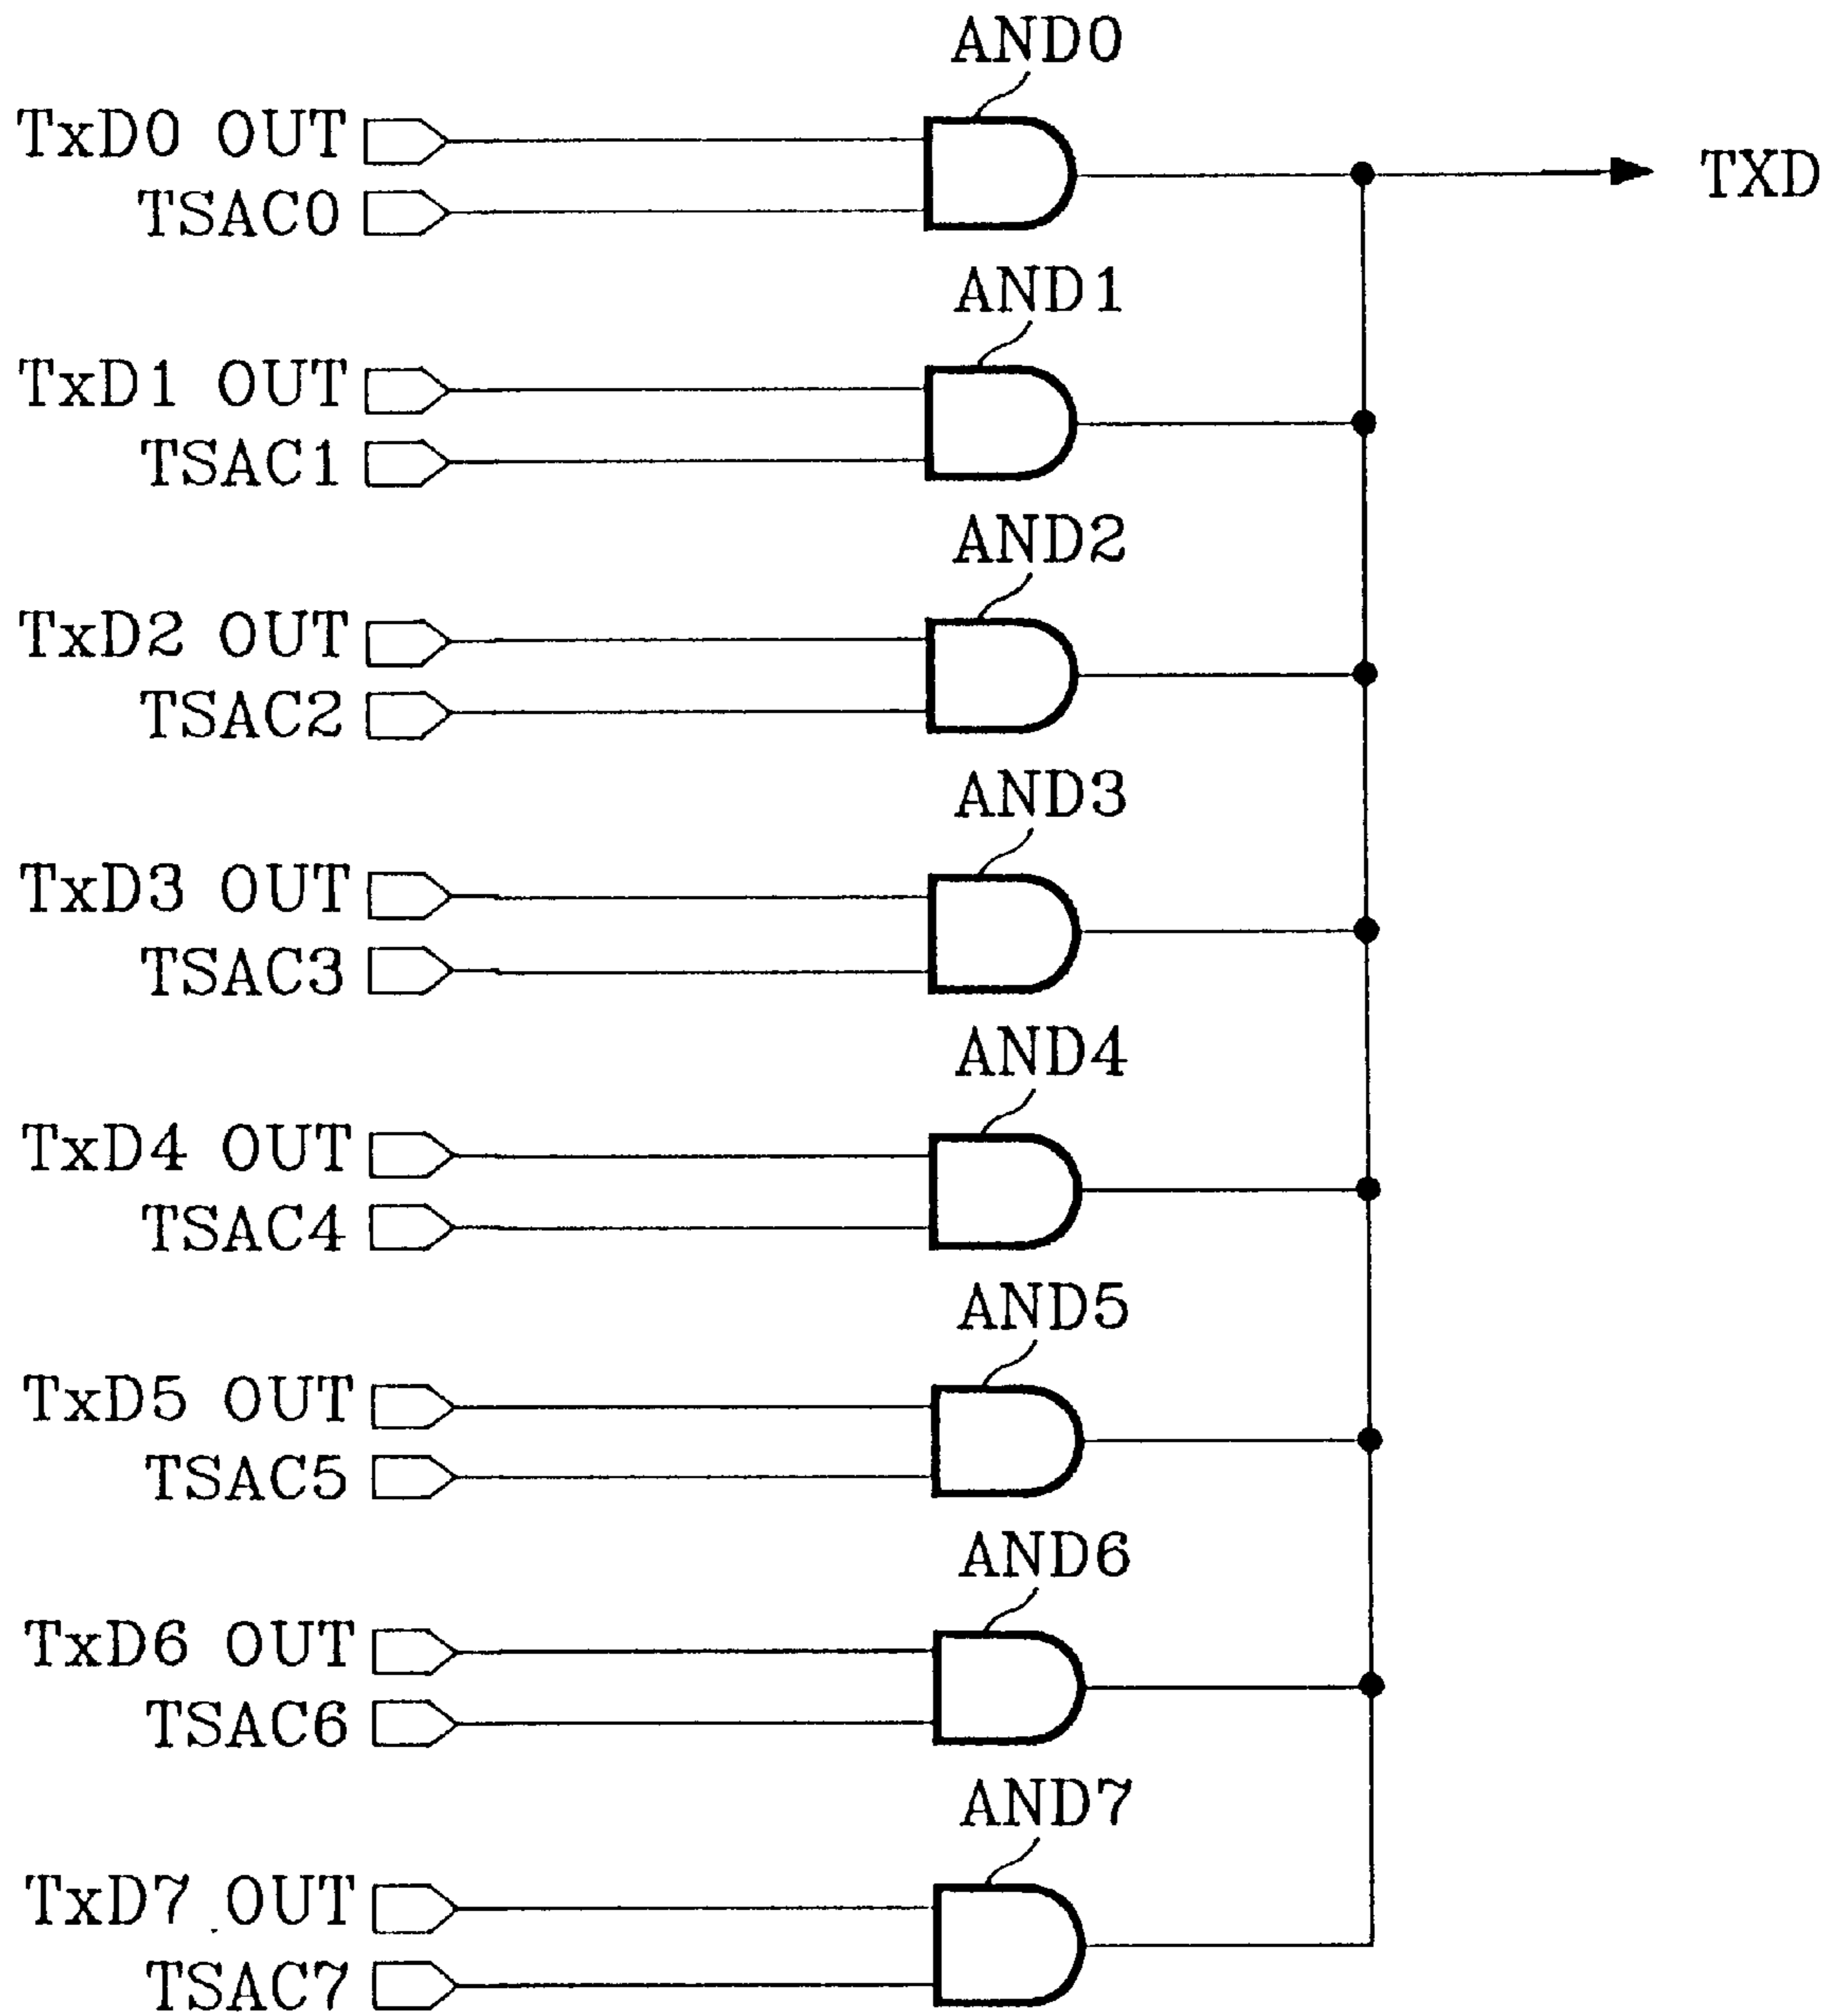 AND0
TxD0 OUT
TXD
TSAC0
AND1
TxD1 OUT
TSAC1
AND2
TxD2 OUT
TSAC2
AND3
TxD3 OUT
TSAC3
AND4
TxD4 OUT
TSAC4
AND5
TxD5 OUT
TSAC5
AND6
TxD6 OUT
TSAC6
AND7
TxD7 OUT
TSAC7